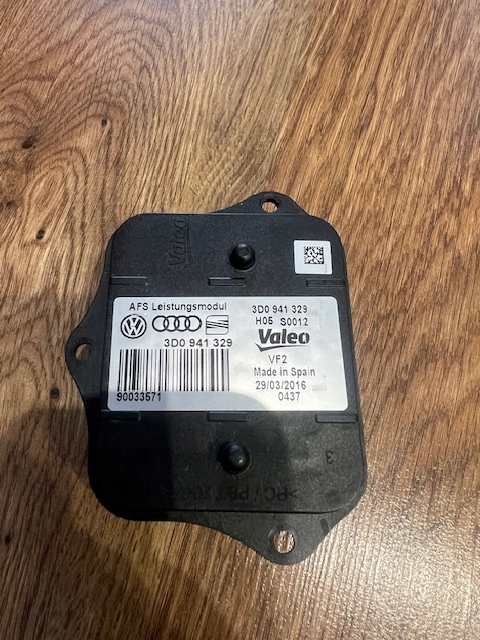 Valeo
AFS Leistungsmodul
3D0 941 329
90033571
3D0 941 329
H05 S0012
Valeo
VF2
Made in Spain
29/03/2016
0437
3